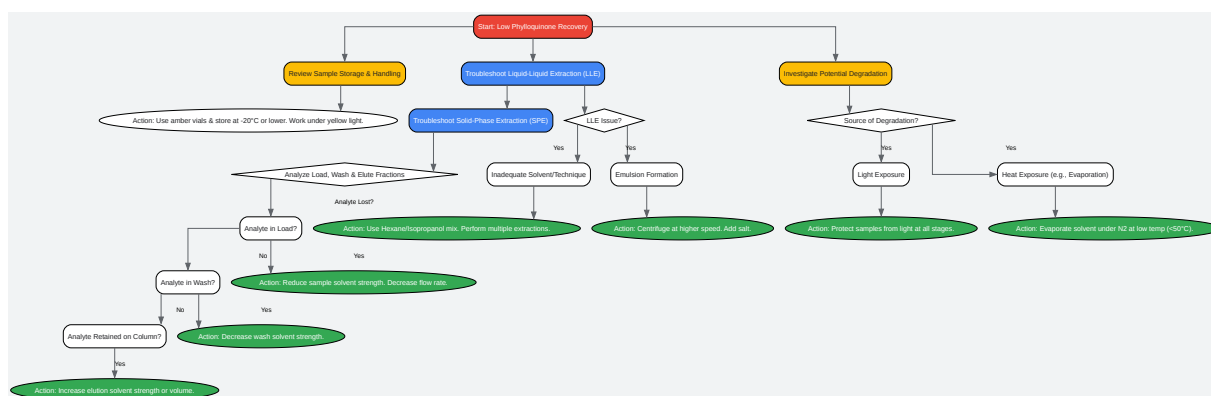 Start: Low Phylloquinone Recovery
Review Sample Storage & Handling
Troubleshoot Liquid-Liquid Extraction (LLE)
Investigate Potential Degradation
Action: Use amber vials & store at -20°C or lower. Work under yellow light.
Troubleshoot Solid-Phase Extraction (SPE)
LLE Issue?
Source of Degradation?
Yes
Yes
Yes
Yes
Analyze Load, Wash & Elute Fractions
Inadequate Solvent/Technique
Emulsion Formation
Light Exposure
Heat Exposure (e.g., Evaporation)
Analyte Lost?
Analyte in Load?
Action: Use Hexane/Isopropanol mix. Perform multiple extractions.
Action: Centrifuge at higher speed. Add salt.
Action: Protect samples from light at all stages.
Action: Evaporate solvent under N2 at low temp (<50°C).
No
Yes
Analyte in Wash?
Action: Reduce sample solvent strength. Decrease flow rate.
No
Yes
Analyte Retained on Column?
Action: Decrease wash solvent strength.
Yes
Action: Increase elution solvent strength or volume.